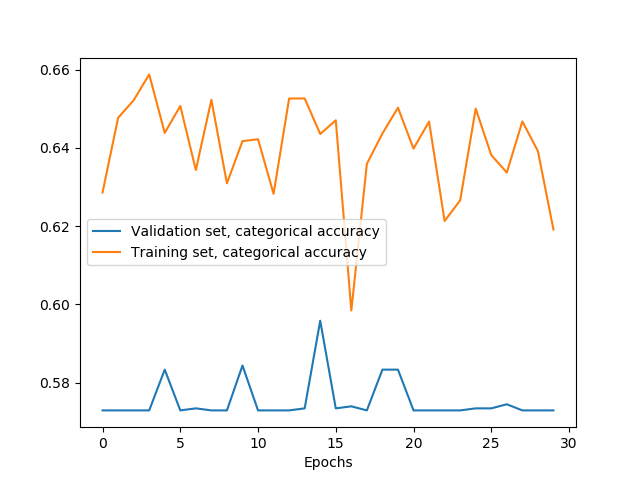 0.66
0.64
0.62
0.60
0.58
Validation set, categorical accuracy
Training set, categorical accuracy
0 5 10 15 20 25 30
Epochs